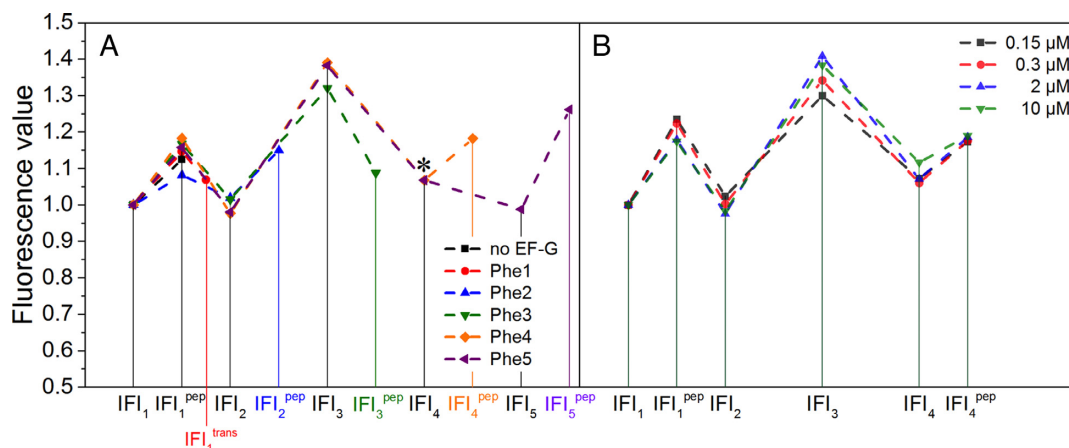 Fluorescence value
1.5
1.4
1.3
1.2
1.1
1.0
0.9
0.8
0.7
0.6
0.5
A
*
no EF-G
Phe1
Phe2
Phe3
Phe4
Phe5
IFI₁ IFI₁ᵖᵉᵖ IFI₂ IFI₂ᵖᵉᵖ IFI₃ IFI₃ᵖᵉᵖ IFI₄ IFI₄ᵖᵉᵖ IFI₅ IFI₅ᵖᵉᵖ
IFI₁ᵗʳᵃⁿˢ
B
0.15 µM
0.3 µM
2 µM
10 µM
IFI₁ IFI₁ᵖᵉᵖ IFI₂ IFI₃ IFI₄ IFI₄ᵖᵉᵖ